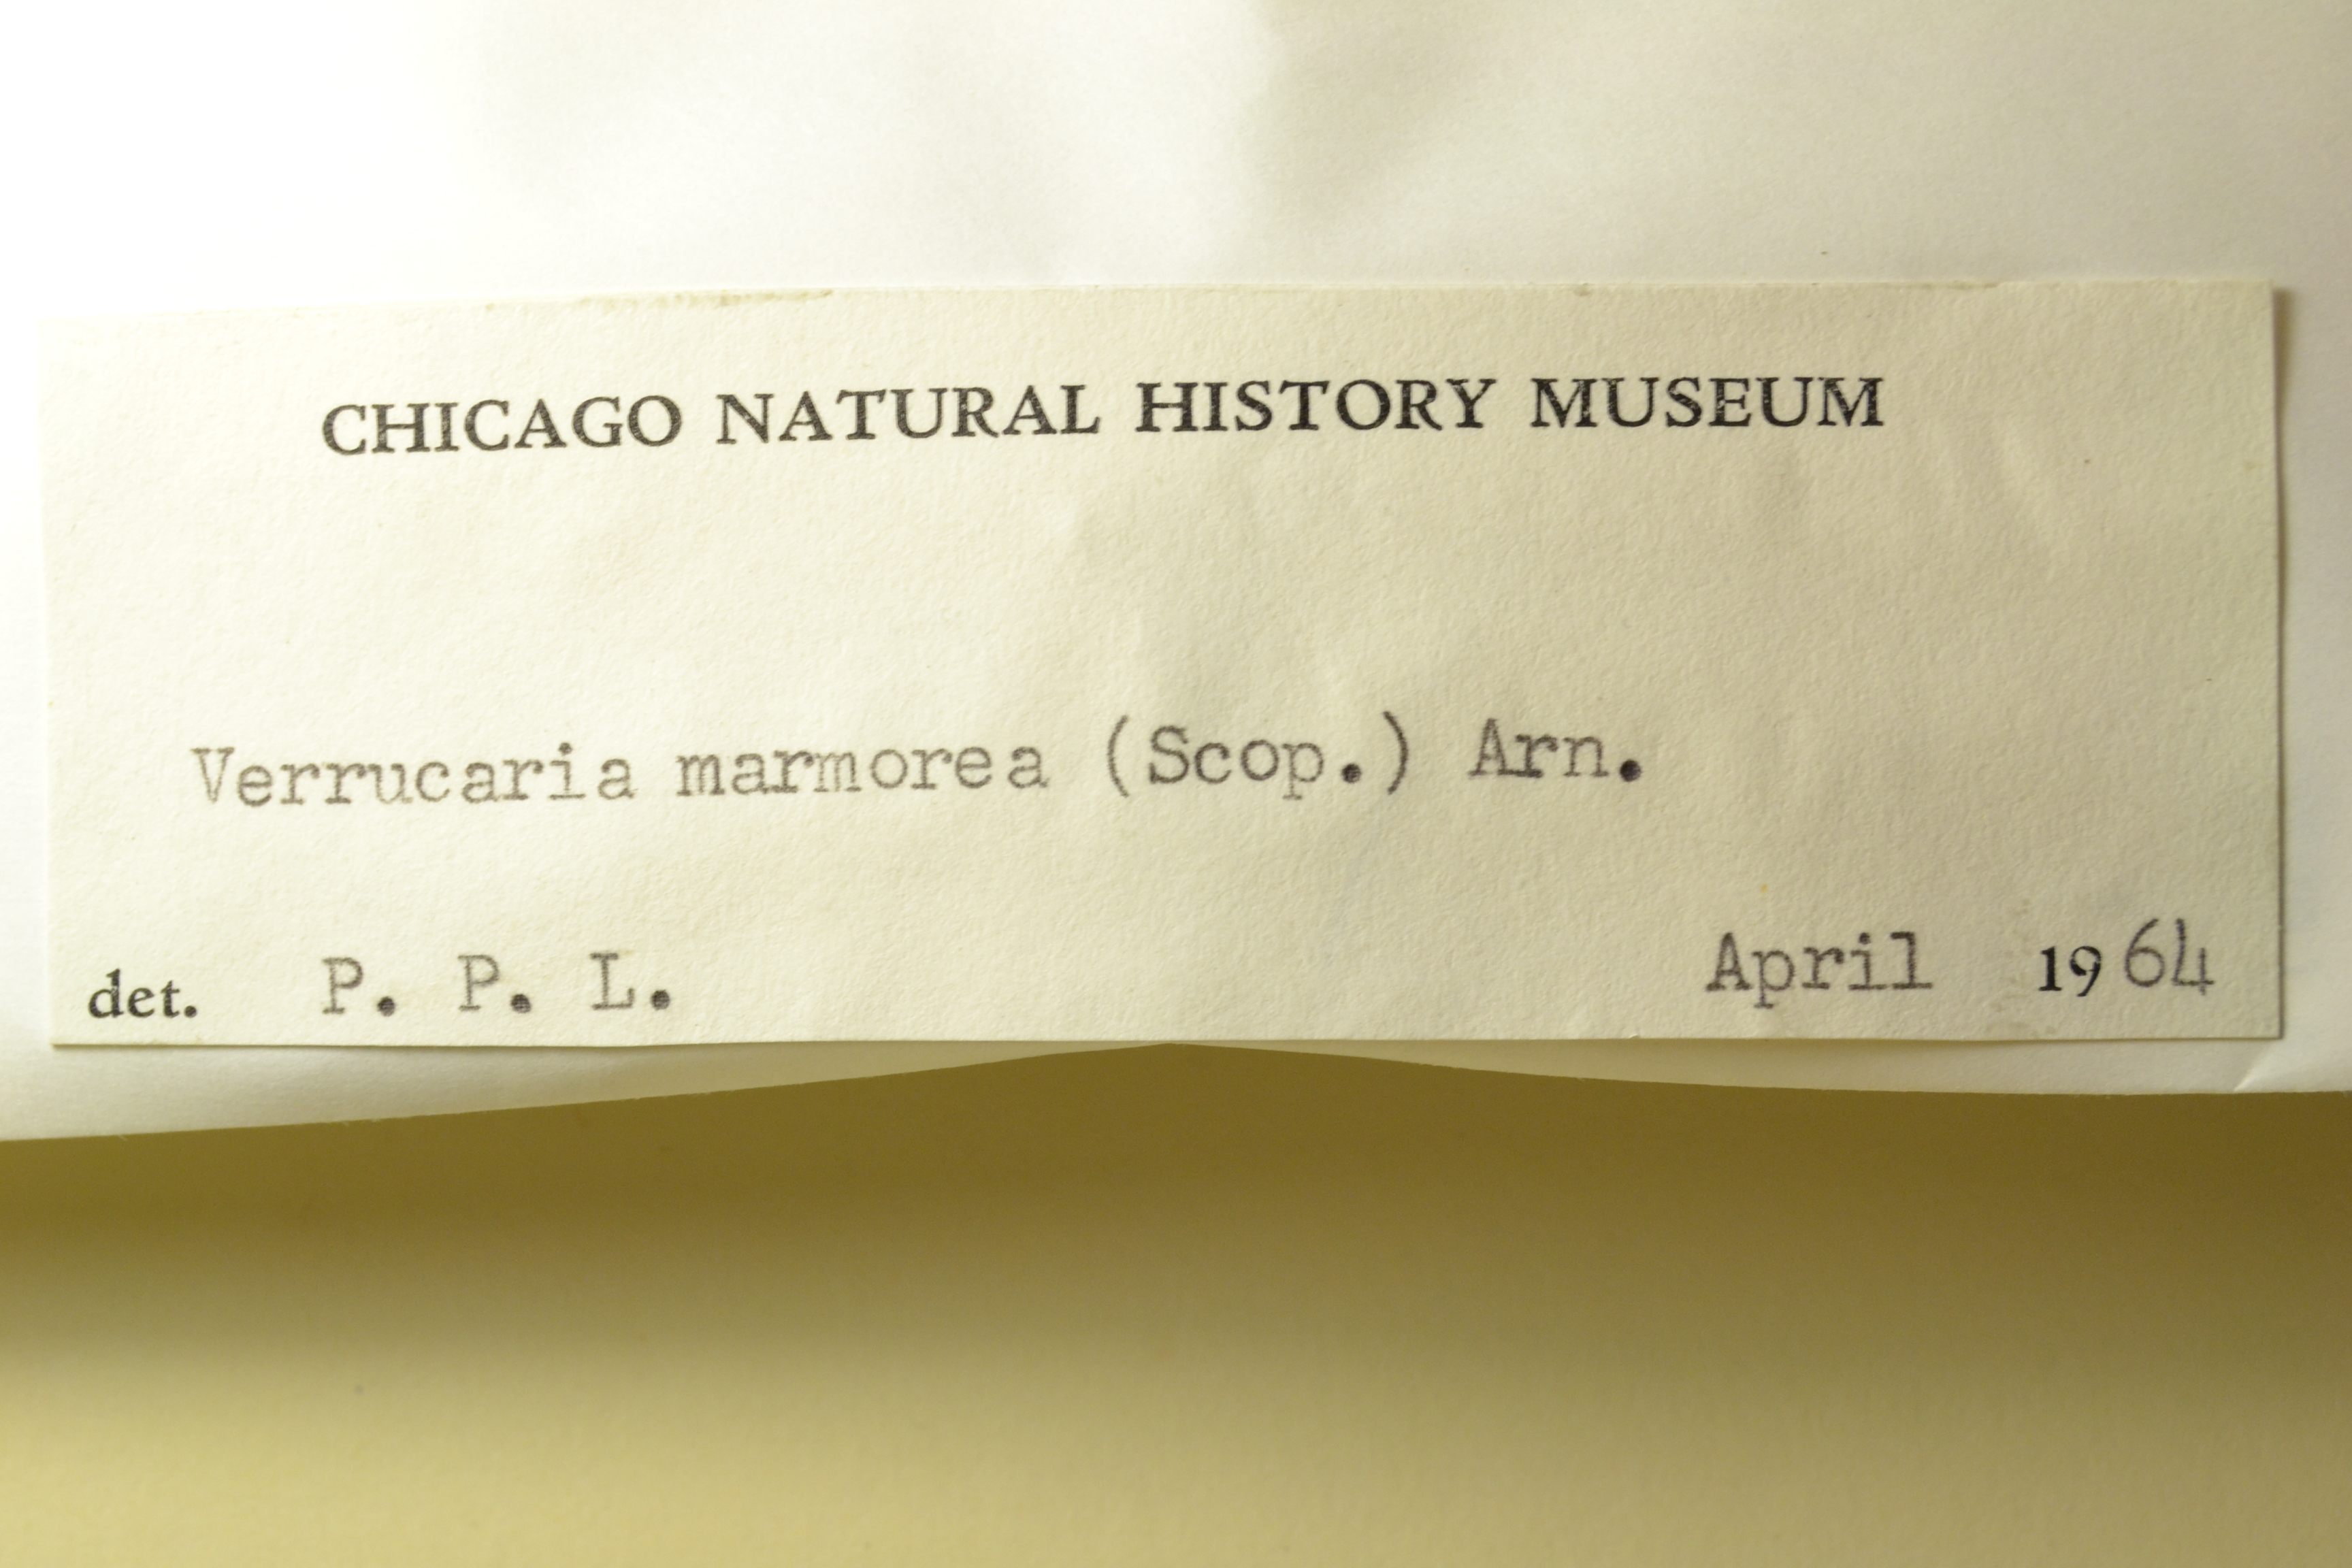 CHICAGO NATURAL HISTORY MUSEUM
Verrucaria marmorea (Scop.) Arn.
det. P. P. L. April 1964